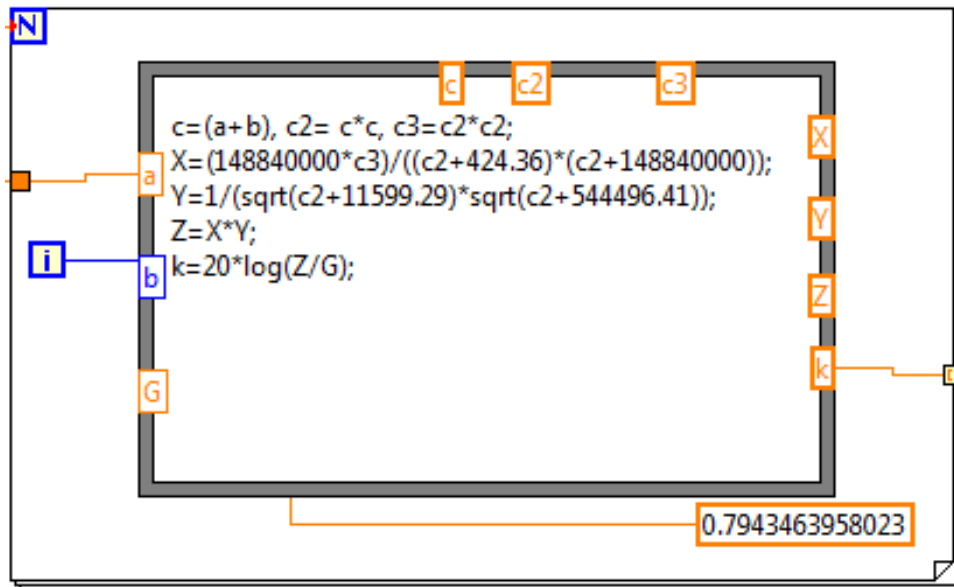 N
c c2 c3
c=(a+b), c2= c*c, c3=c2*c2;
X
X=(148840000*c3)/((c2+424.36)*(c2+148840000));
a
Y=1/(sqrt(c2+11599.29)*sqrt(c2+544496.41));
Y
Z=X*Y;
i
b
k=20*log(Z/G);
Z
k
G
0.7943463958023